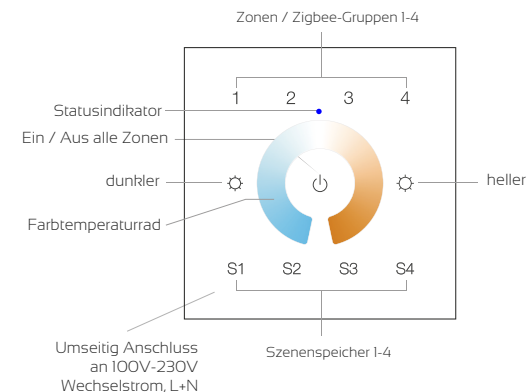 Zonen / Zigbee-Gruppen 1-4
1 2 3 4
Statusindikator
Ein / Aus alle Zonen
dunkler
heller
Farbtemperaturrad
S1 S2 S3 S4
Umseitig Anschluss
an 100V-230V
Wechselstrom, L+N
Szenenspeicher 1-4